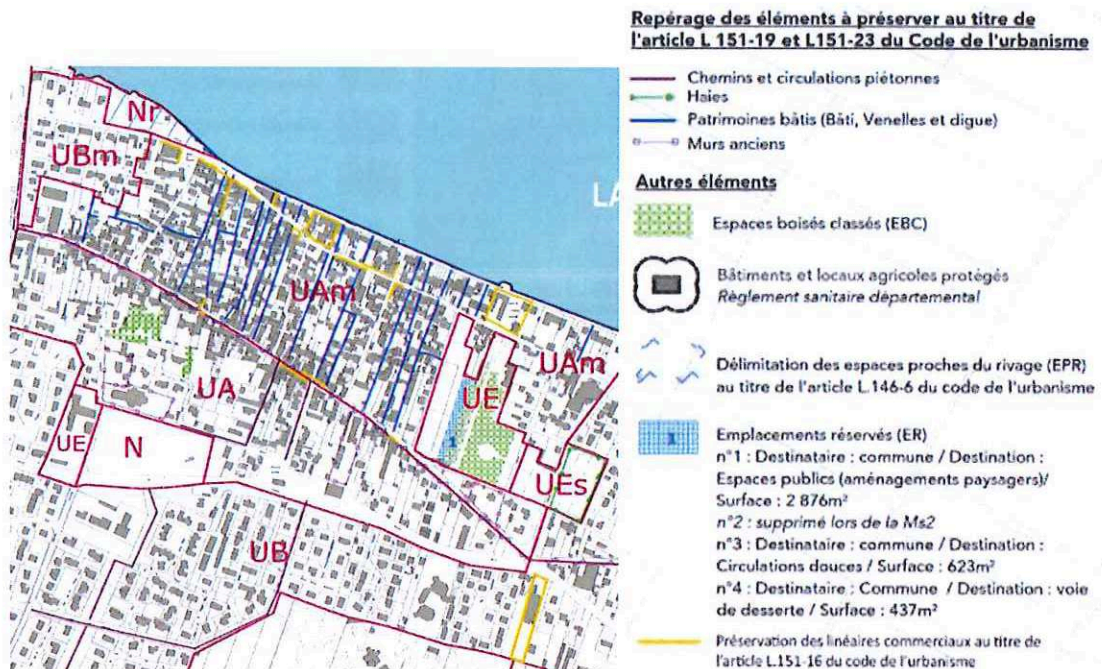 Repérage des éléments à préserver au titre de
l'article L 151-19 et L151-23 du Code de l'urbanisme
Chemins et circulations piétonnes
Haies
Patrimoines bâtis (Bâti, Venelles et digue)
Murs anciens
Autres éléments
Espaces boisés classés (EBC)
Bâtiments et locaux agricoles protégés
Règlement sanitaire départemental
Délimitation des espaces proches du rivage (EPR)
au titre de l'article L.146-6 du code de l'urbanisme
1
Emplacements réservés (ER)
n°1 : Destinataire : commune / Destination :
Espaces publics (aménagements paysagers)/
Surface : 2 876m²
n°2 : supprimé lors de la Ms2
n°3 : Destinataire : commune / Destination :
Circulations douces / Surface : 623m²
n°4 : Destinataire : Commune / Destination : voie
de desserte / Surface : 437m²
Préservation des linéaires commerciaux au titre de
l'article L.151-16 du code de l'urbanisme
Nr
UBm
LA
UAm
UAm
UA
UE
1
UE
N
UEs
UB